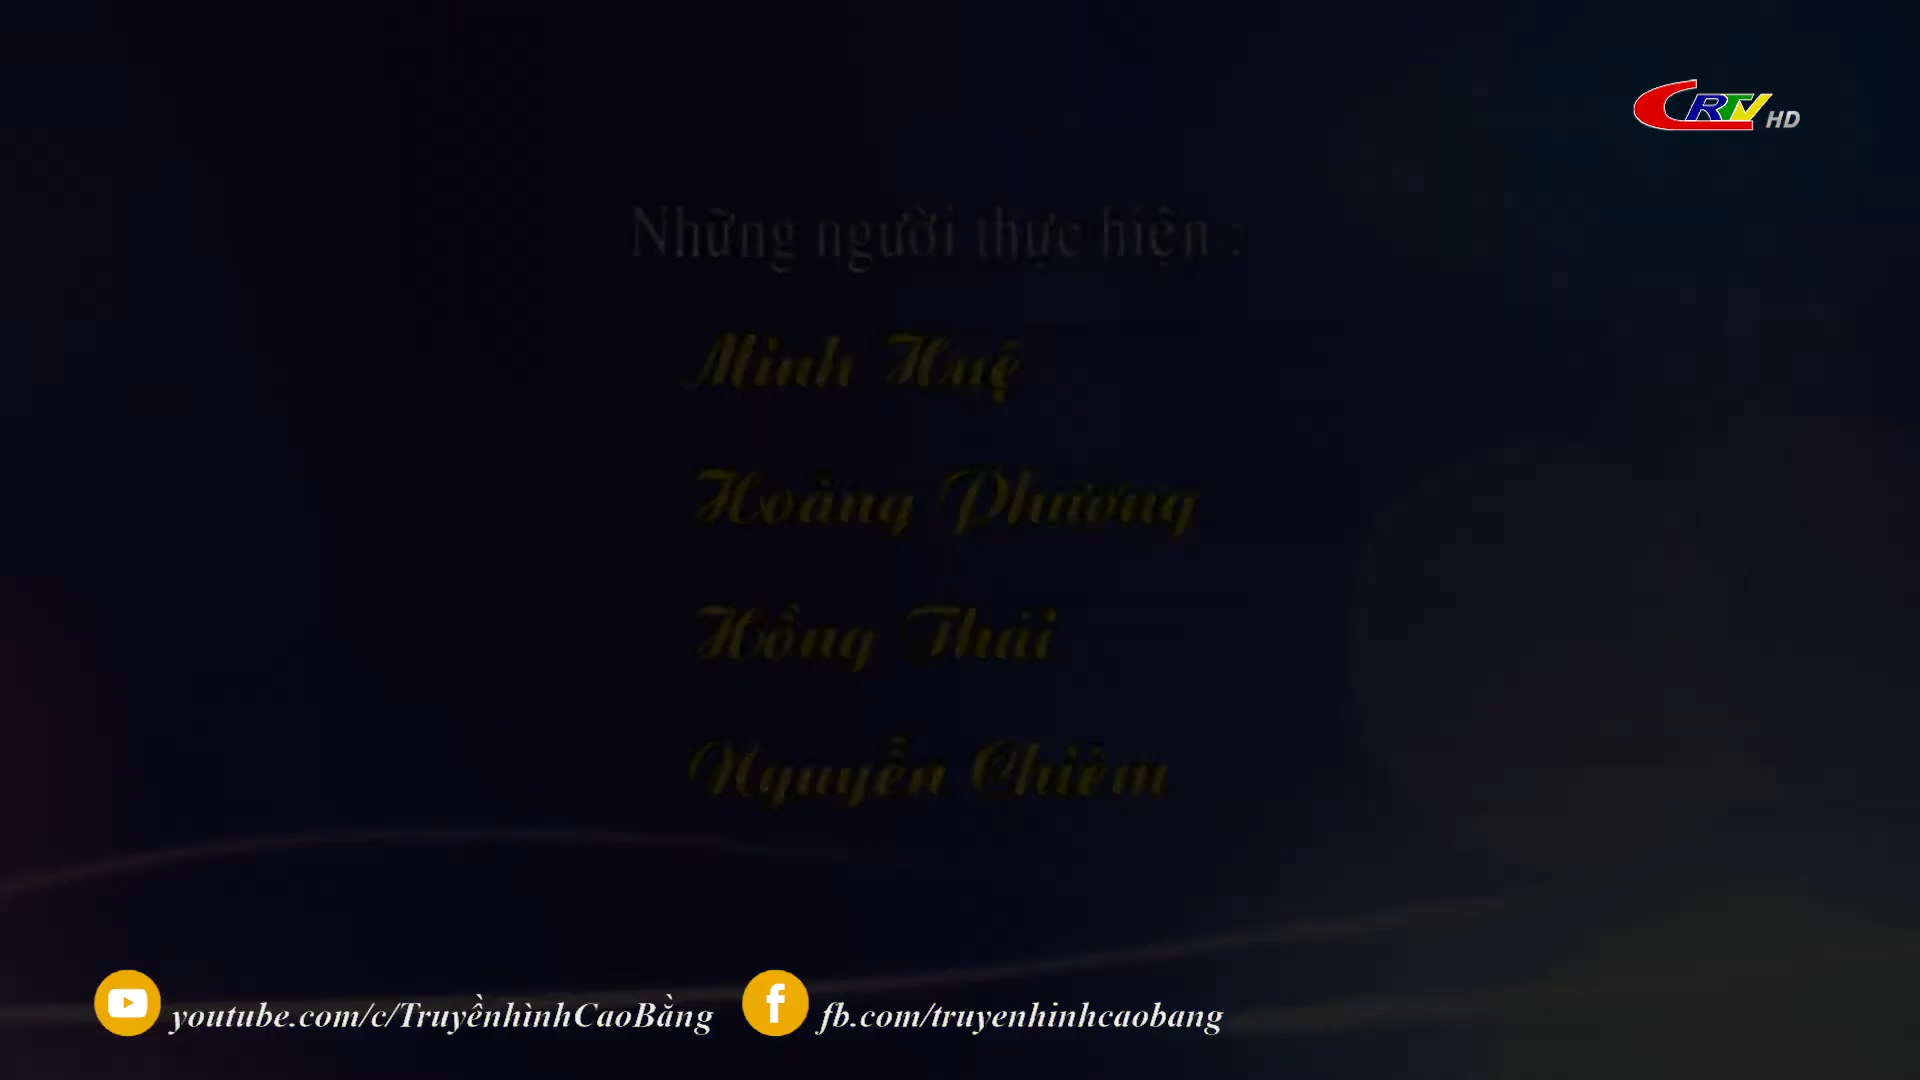 CRTV HD
Những người thực hiện :
Minh Huệ
Hoàng Phương
Hồng Thái
Nguyễn Chiêm
youtube.com/c/TruyềnhìnhCaoBằng fb.com/truyenhinhcaobang